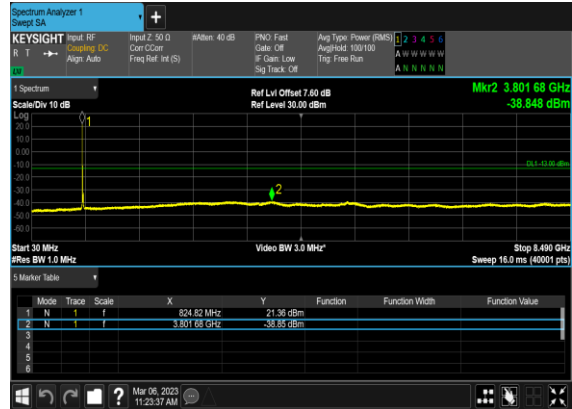 Spectrum Analyzer 1
Swept SA
+
KEYSIGHT Input: RF Input Z: 50 Ω #Atten: 40 dB PNO: Fast Avg Type: Power (RMS) 1 2 3 4 5 6
R T Coupling: DC Corr CCorr Gate: Off Avg|Hold: 100/100 A W W W W W
Align: Auto Freq Ref: Int (S) IF Gain: Low Trig: Free Run
Sig Track: Off A N N N N N
1 Spectrum Ref Lvl Offset 7.60 dB Mkr2 3.801 68 GHz
Scale/Div 10 dB Ref Level 30.00 dBm -38.848 dBm
Log
1
20.0
10.0
0.00
-10.0
DL1 -13.00 dBm
-20.0
-30.0
2
-40.0
-50.0
-60.0
Start 30 MHz Video BW 3.0 MHz* Stop 8.490 GHz
#Res BW 1.0 MHz Sweep 16.0 ms (40001 pts)
5 Marker Table
Mode Trace Scale X Y Function Function Width Function Value
1 N 1 f 824.82 MHz 21.36 dBm
2 N 1 f 3.801 68 GHz -38.85 dBm
3
4
5
6
? Mar 06, 2023
11:23:37 AM